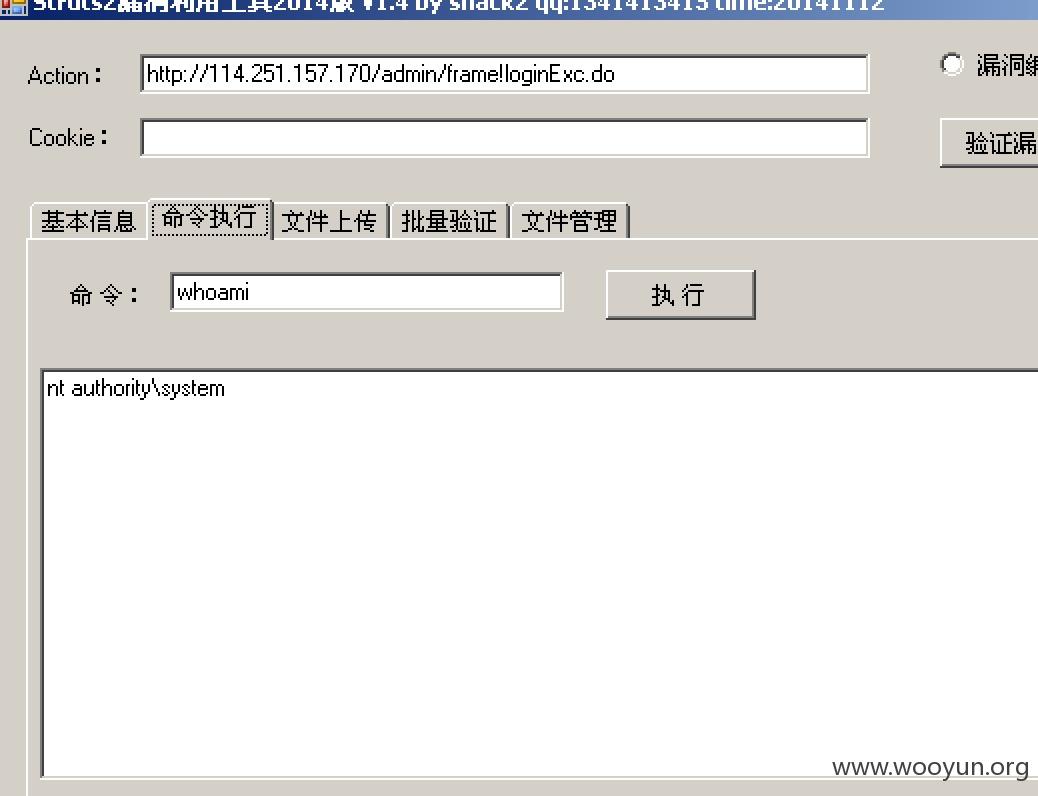 Struts2漏洞利用工具2014版 V1.4 by shack2 qq:1341413415 time:20141112
Action： http://114.251.157.170/admin/frame!loginExc.do
漏洞编
Cookie：
验证漏
基本信息 命令执行 文件上传 批量验证 文件管理
命 令： whoami 执 行
nt authority\system
www.wooyun.org